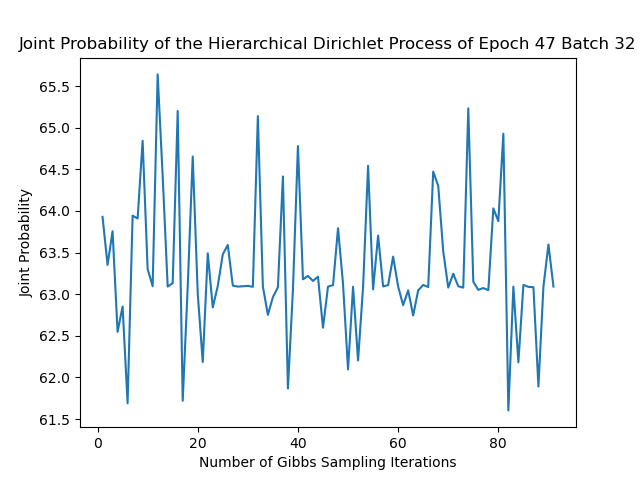 Joint Probability of the Hierarchical Dirichlet Process of Epoch 47 Batch 32
65.5
65.0
64.5
64.0
63.5
63.0
62.5
62.0
61.5
Joint Probability
0 20 40 60 80
Number of Gibbs Sampling Iterations